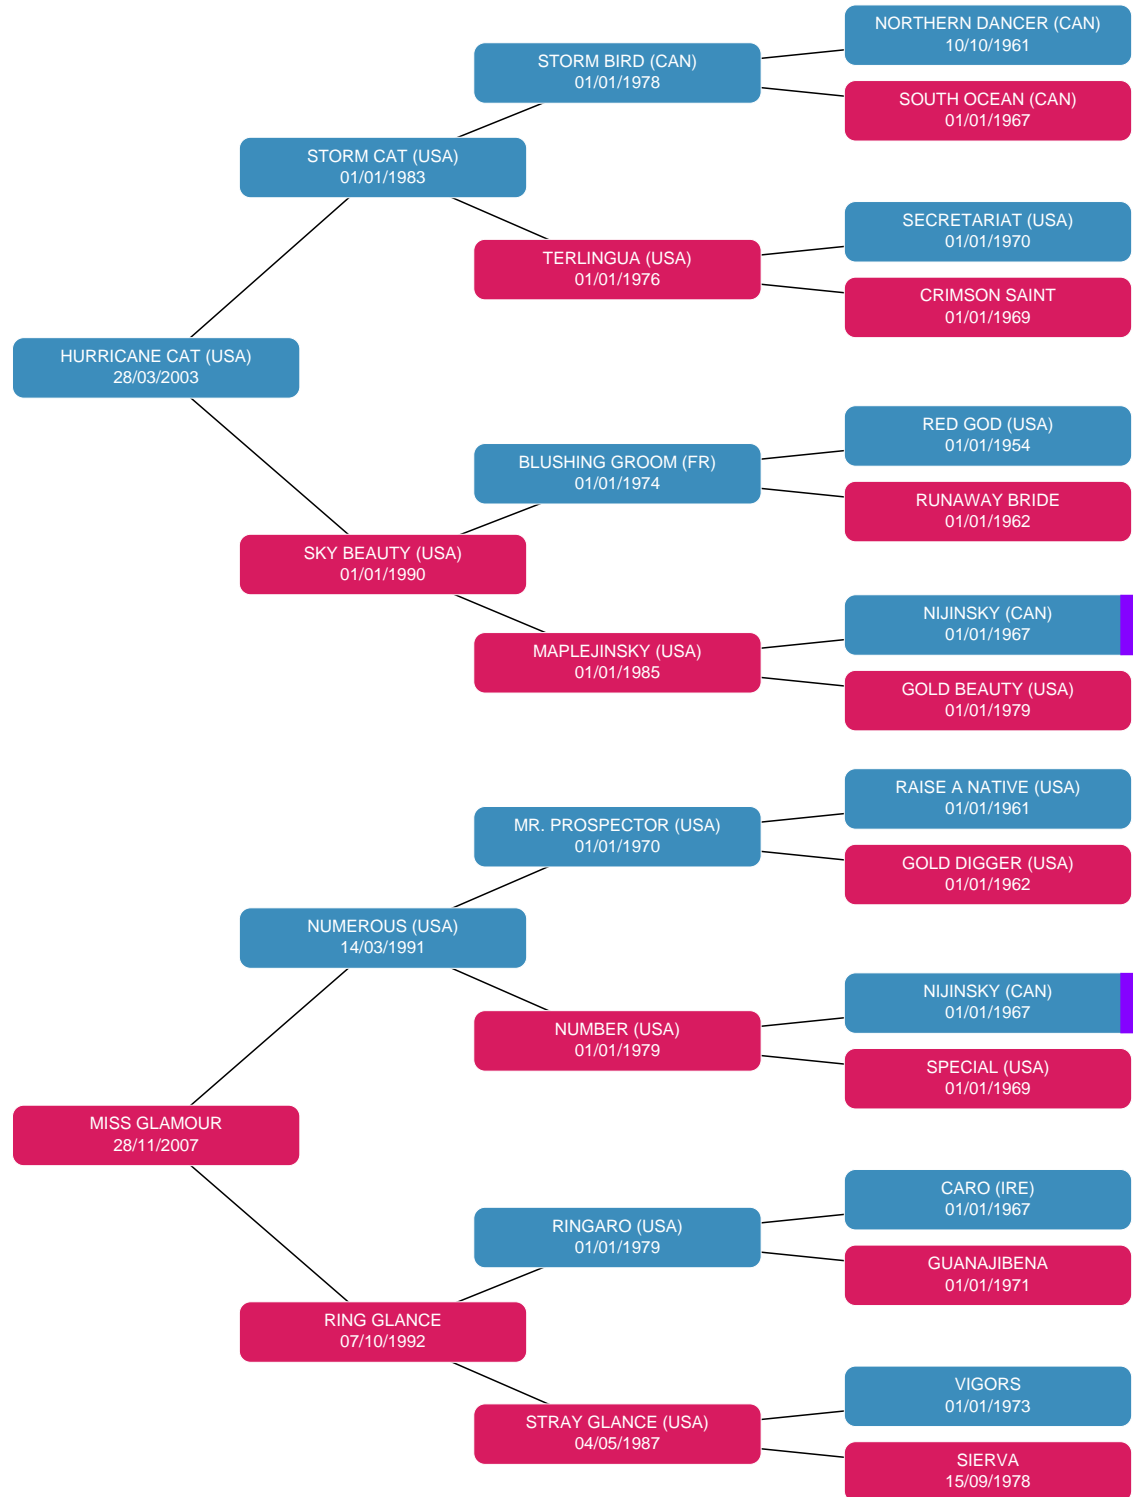 NORTHERN DANCER (CAN)
10/10/1961
STORM BIRD (CAN)
01/01/1978
SOUTH OCEAN (CAN)
01/01/1967
STORM CAT (USA)
01/01/1983
SECRETARIAT (USA)
01/01/1970
TERLINGUA (USA)
01/01/1976
CRIMSON SAINT
01/01/1969
HURRICANE CAT (USA)
28/03/2003
RED GOD (USA)
01/01/1954
BLUSHING GROOM (FR)
01/01/1974
RUNAWAY BRIDE
01/01/1962
SKY BEAUTY (USA)
01/01/1990
NIJINSKY (CAN)
01/01/1967
MAPLEJINSKY (USA)
01/01/1985
GOLD BEAUTY (USA)
01/01/1979
RAISE A NATIVE (USA)
01/01/1961
MR. PROSPECTOR (USA)
01/01/1970
GOLD DIGGER (USA)
01/01/1962
NUMEROUS (USA)
14/03/1991
NIJINSKY (CAN)
01/01/1967
NUMBER (USA)
01/01/1979
SPECIAL (USA)
01/01/1969
MISS GLAMOUR
28/11/2007
CARO (IRE)
01/01/1967
RINGARO (USA)
01/01/1979
GUANAJIBENA
01/01/1971
RING GLANCE
07/10/1992
VIGORS
01/01/1973
STRAY GLANCE (USA)
04/05/1987
SIERVA
15/09/1978